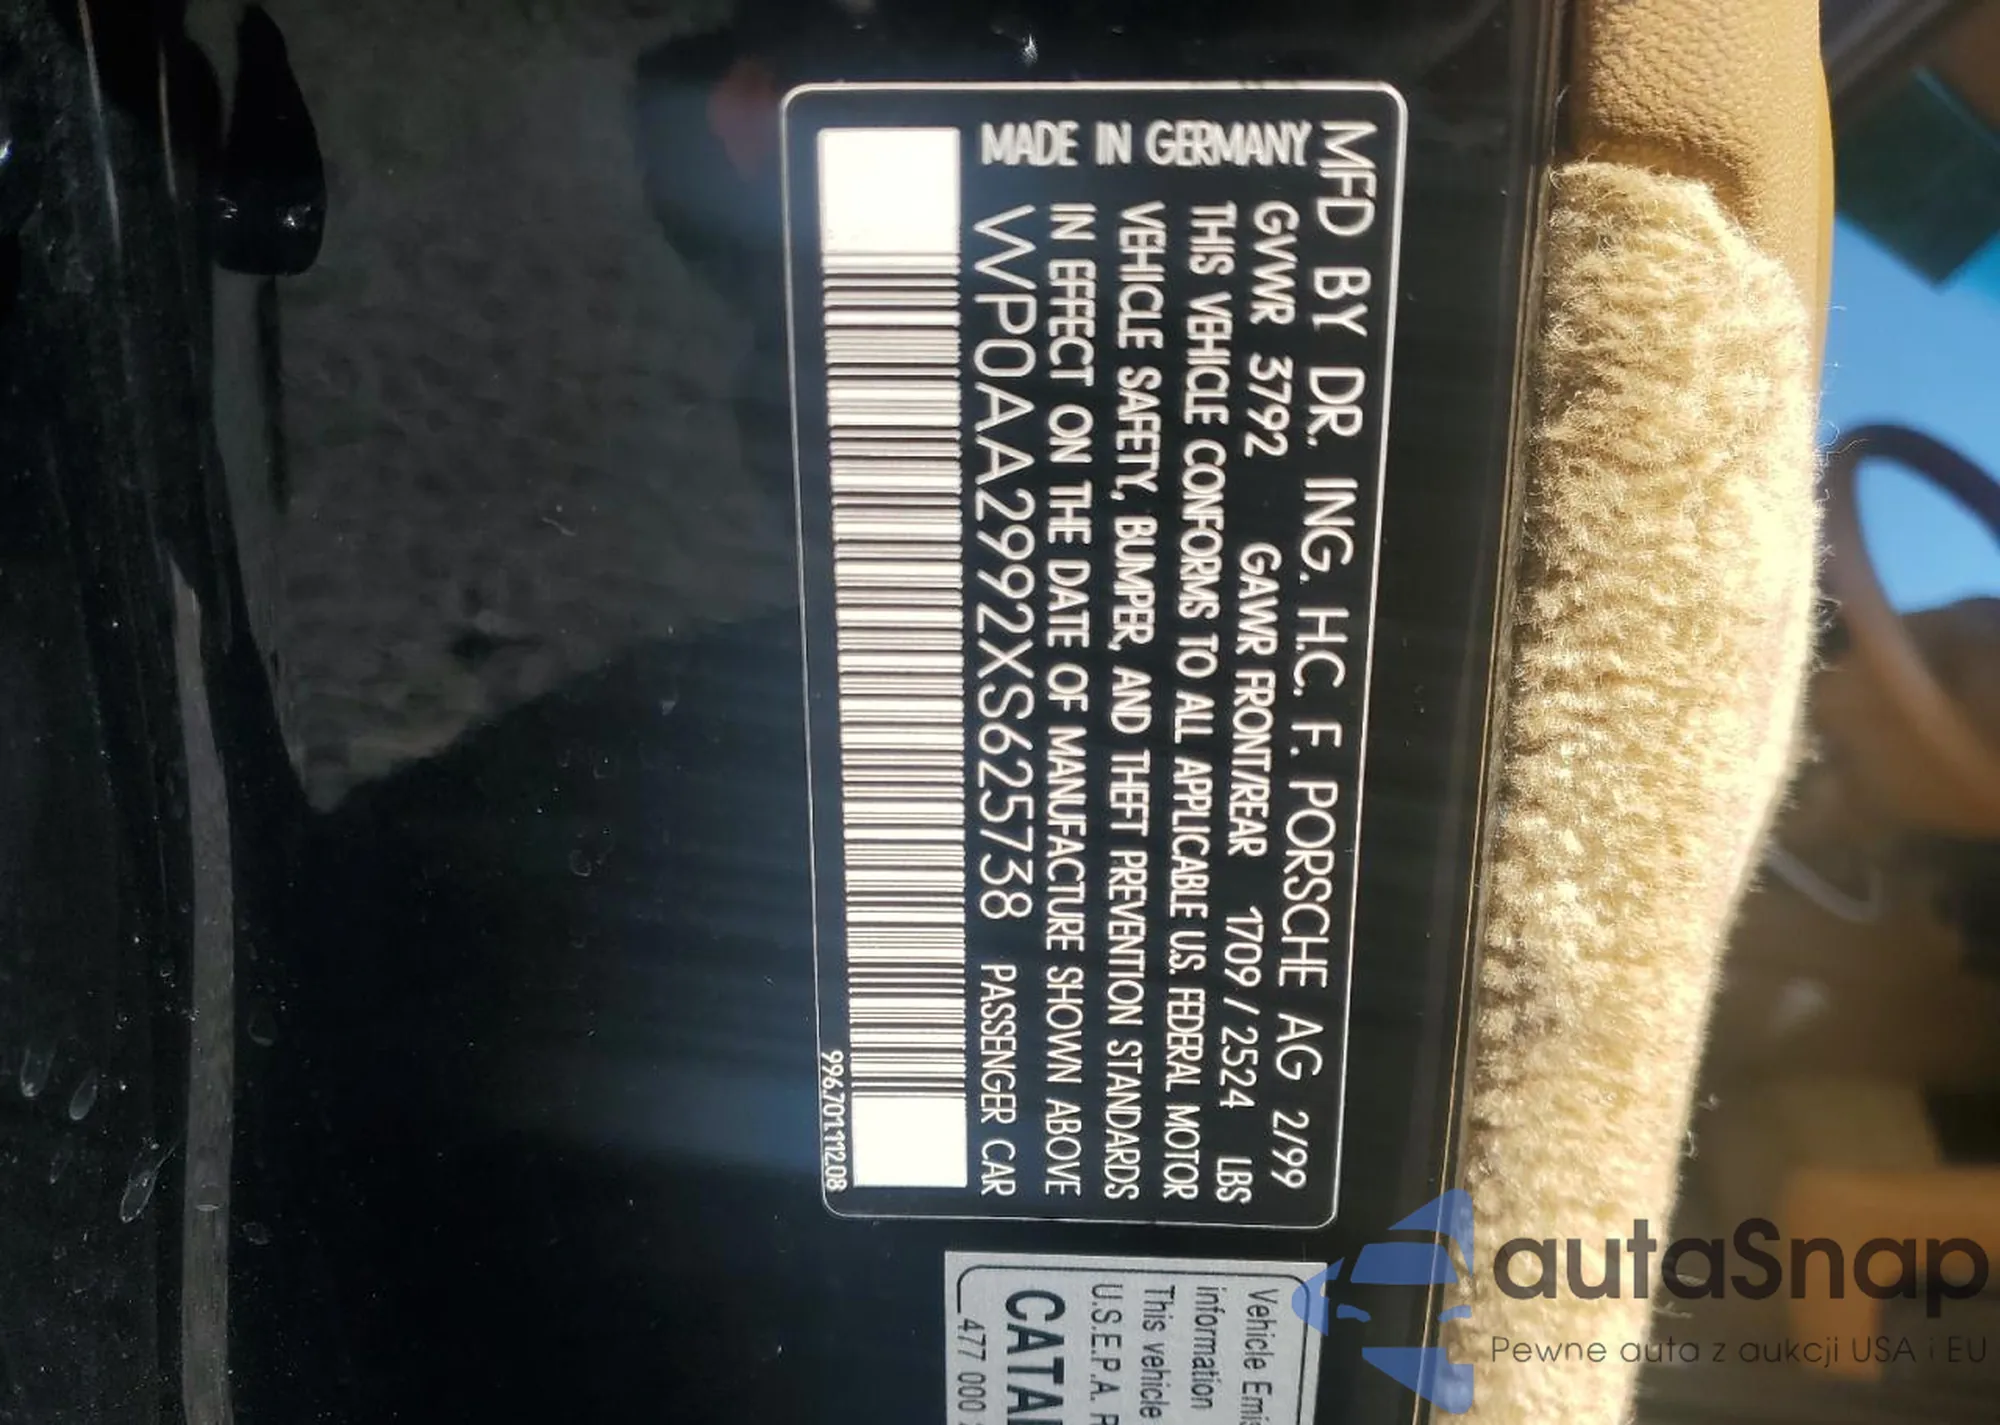 MFD BY DR. ING. H.C. F. PORSCHE AG 2/99
GVWR 3792 GAWR FRONT/REAR 1709/2524 LBS
THIS VEHICLE CONFORMS TO ALL APPLICABLE U.S. FEDERAL MOTOR
VEHICLE SAFETY, BUMPER, AND THEFT PREVENTION STANDARDS
IN EFFECT ON THE DATE OF MANUFACTURE SHOWN ABOVE
WP0AA2992XS625738 PASSENGER CAR
MADE IN GERMANY
996.701.112.08
Vehicle Emis
information
This vehicle
U.S.E.P.A. R
CATA
477 000
autaSnap
Pewne auta z aukcji USA i EU